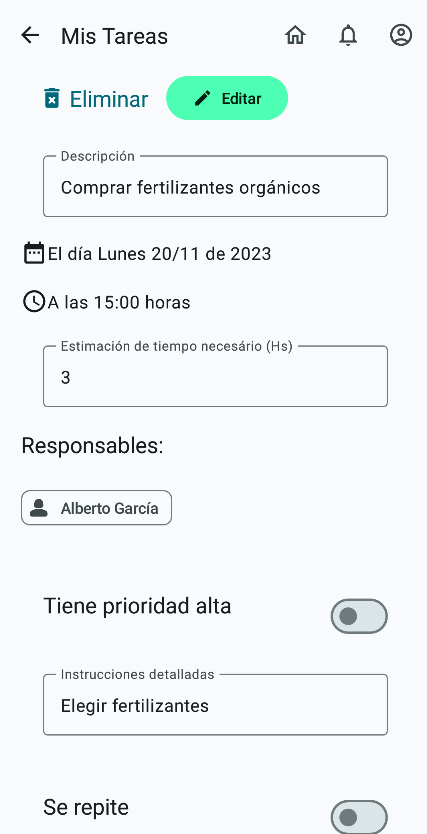 Mis Tareas
Eliminar
Editar
Descripción
Comprar fertilizantes orgánicos
El día Lunes 20/11 de 2023
A las 15:00 horas
Estimación de tiempo necesário (Hs)
3
Responsables:
Alberto García
Tiene prioridad alta
Instrucciones detalladas
Elegir fertilizantes
Se repite